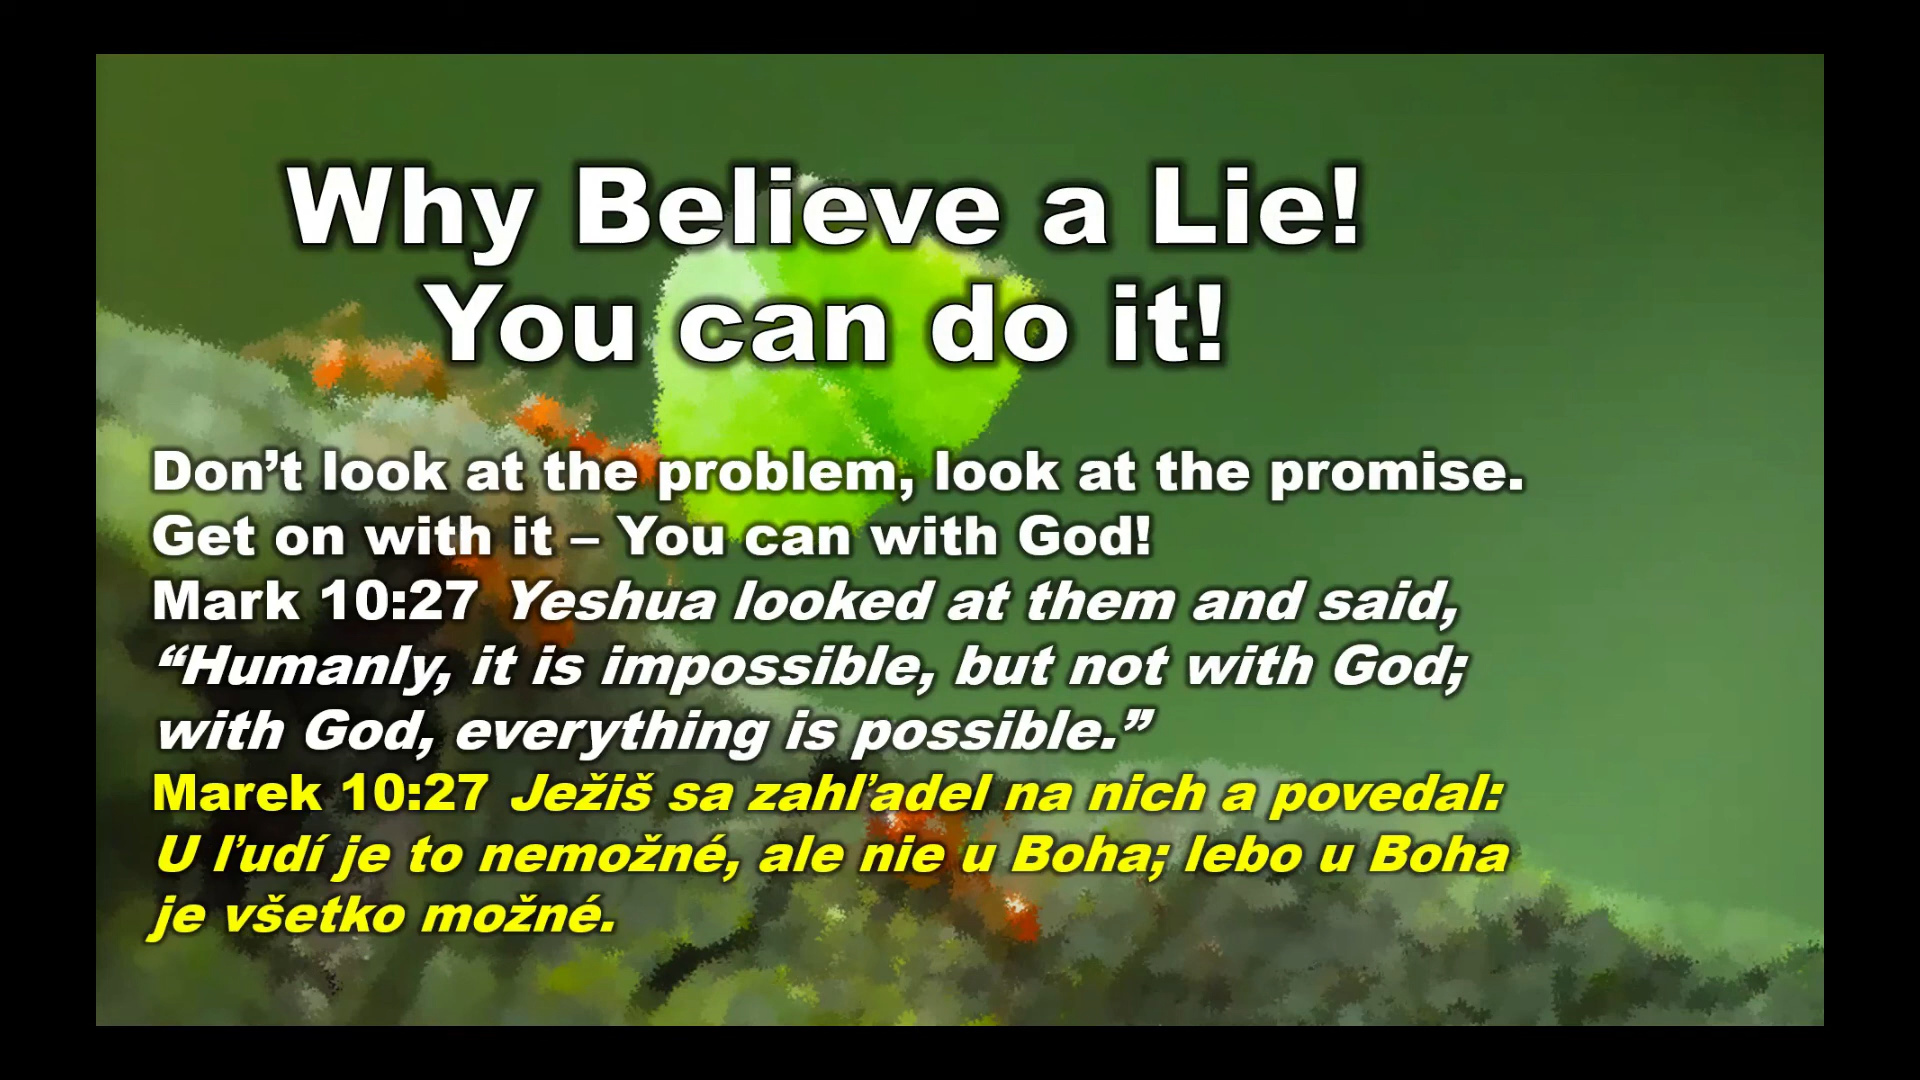 Why Believe a Lie!
You can do it!
Don’t look at the problem, look at the promise.
Get on with it – You can with God!
Mark 10:27 Yeshua looked at them and said,
“Humanly, it is impossible, but not with God;
with God, everything is possible.”
Marek 10:27 Ježiš sa zahľadel na nich a povedal:
U ľudí je to nemožné, ale nie u Boha; lebo u Boha
je všetko možné.